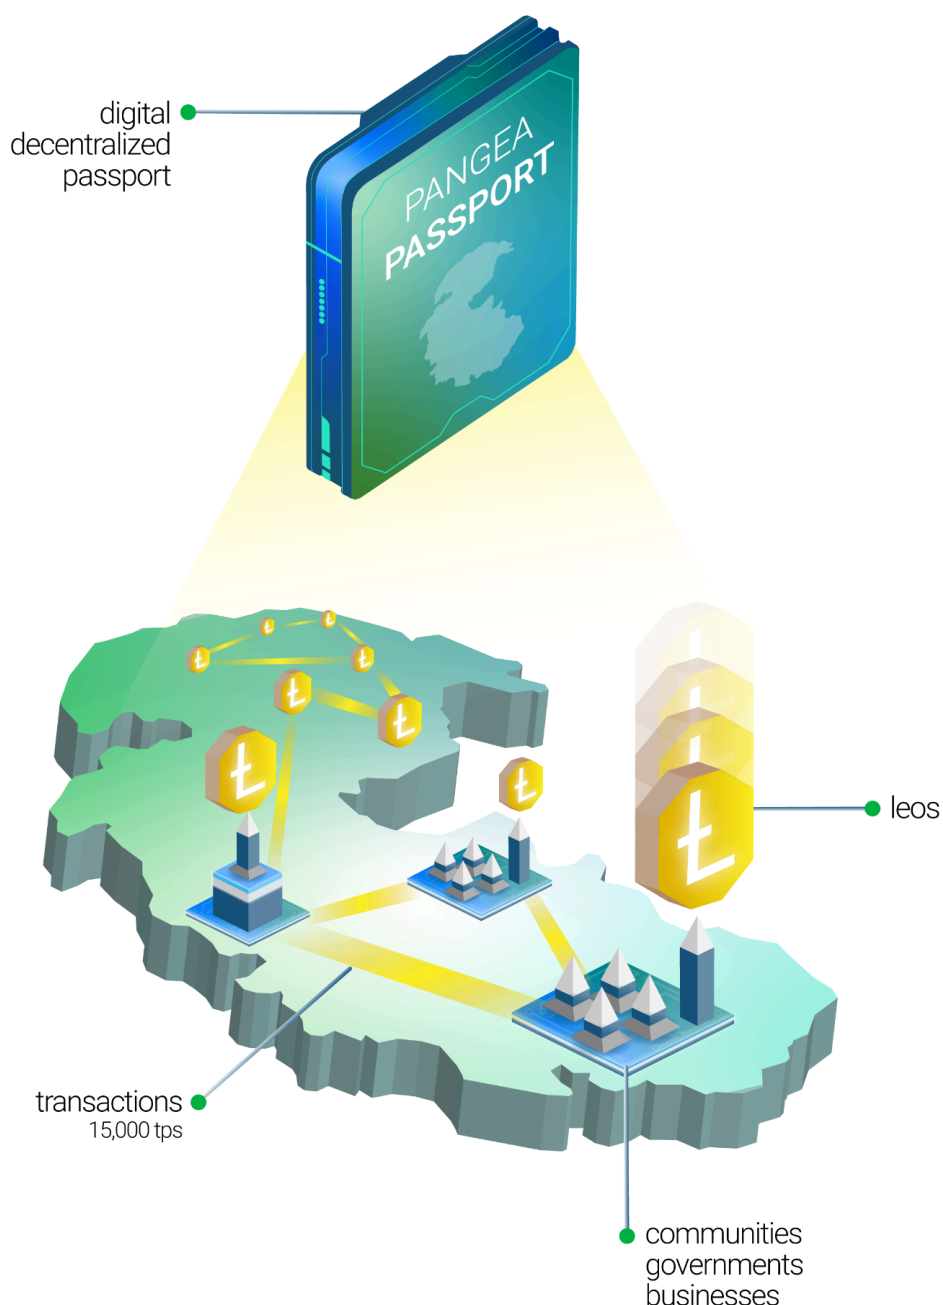 digital
decentralized
passport
PANGEA
PASSPORT
leos
transactions
15,000 tps
communities
governments
businesses